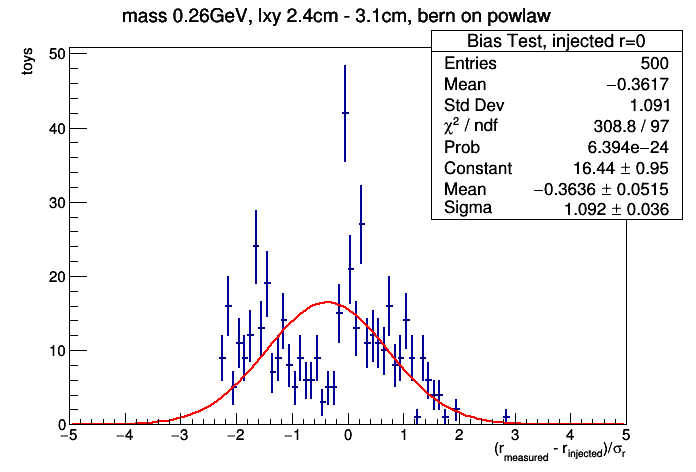 mass 0.26GeV, lxy 2.4cm - 3.1cm, bern on powlaw
Bias Test, injected r=0
Entries 500
Mean −0.3617
Std Dev 1.091
χ² / ndf 308.8 / 97
Prob 6.394e−24
Constant 16.44 ± 0.95
Mean −0.3636 ± 0.0515
Sigma 1.092 ± 0.036
toys
50
40
30
20
10
0
−5 −4 −3 −2 −1 0 1 2 3 4 5
(r_measured - r_injected)/σ_r